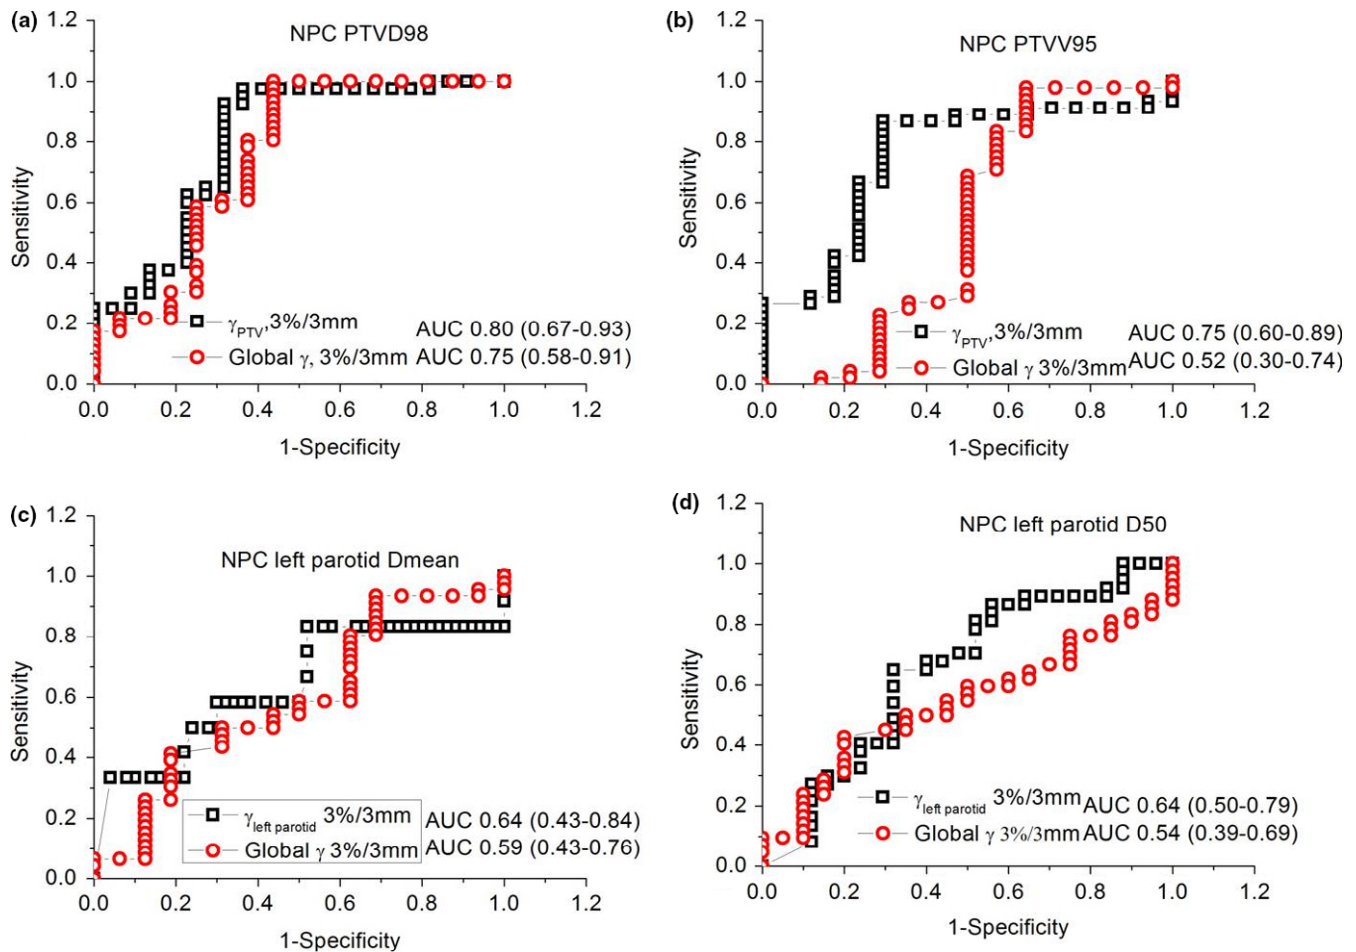 (a)
NPC PTVD98
1.2
1.0
0.8
0.6
0.4
0.2
0.0
Sensitivity
γPTV,3%/3mm
AUC 0.80 (0.67-0.93)
Global γ, 3%/3mm
AUC 0.75 (0.58-0.91)
0.0 0.2 0.4 0.6 0.8 1.0 1.2
1-Specificity
(b)
NPC PTVV95
1.2
1.0
0.8
0.6
0.4
0.2
0.0
Sensitivity
γPTV,3%/3mm
AUC 0.75 (0.60-0.89)
Global γ 3%/3mm
AUC 0.52 (0.30-0.74)
0.0 0.2 0.4 0.6 0.8 1.0 1.2
1-Specificity
(c)
NPC left parotid Dmean
1.2
1.0
0.8
0.6
0.4
0.2
0.0
Sensitivity
γleft parotid 3%/3mm
AUC 0.64 (0.43-0.84)
Global γ 3%/3mm
AUC 0.59 (0.43-0.76)
0.0 0.2 0.4 0.6 0.8 1.0 1.2
1-Specificity
(d)
NPC left parotid D50
1.2
1.0
0.8
0.6
0.4
0.2
0.0
Sensitivity
γleft parotid 3%/3mm
AUC 0.64 (0.50-0.79)
Global γ 3%/3mm
AUC 0.54 (0.39-0.69)
0.0 0.2 0.4 0.6 0.8 1.0 1.2
1-Specificity